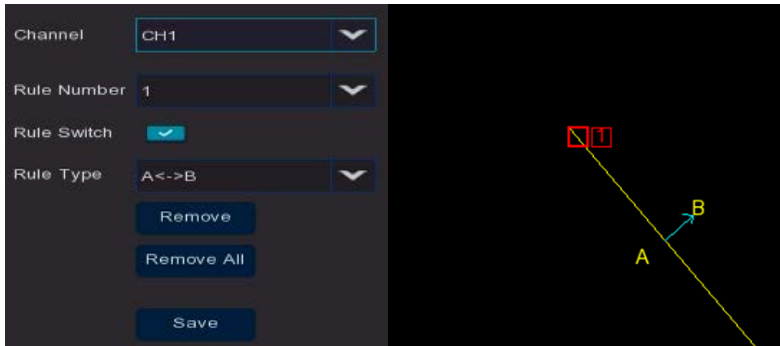 Channel CH1
Rule Number 1
Rule Switch
Rule Type A<->B
Remove
Remove All
Save
1
B
A